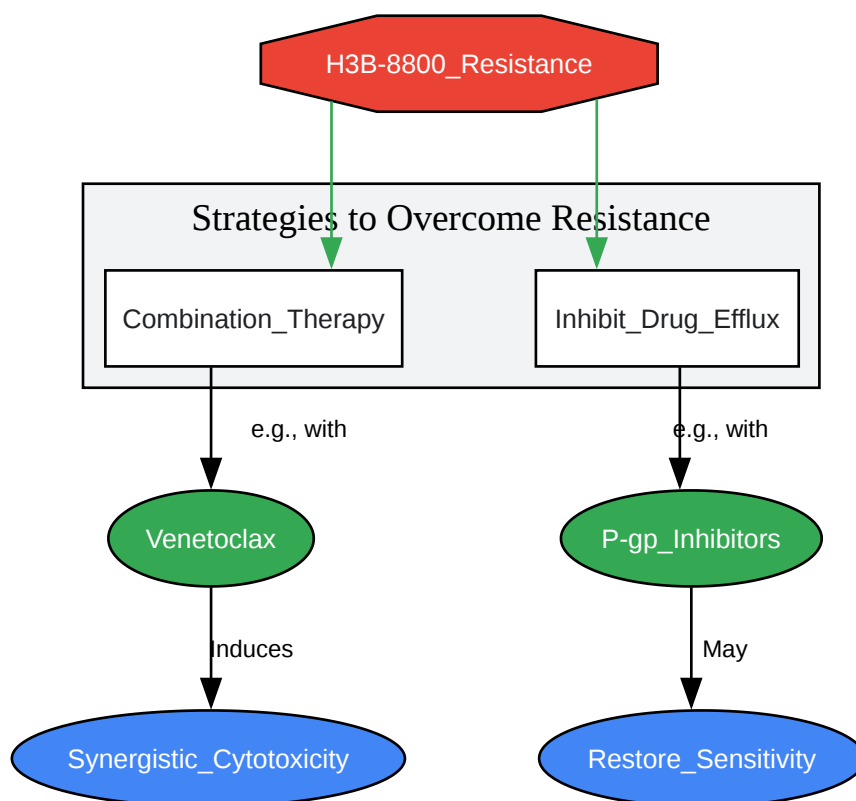 H3B-8800_Resistance
Strategies to Overcome Resistance
Combination_Therapy
Inhibit_Drug_Efflux
e.g., with
e.g., with
Venetoclax
P-gp_Inhibitors
Induces
May
Synergistic_Cytotoxicity
Restore_Sensitivity